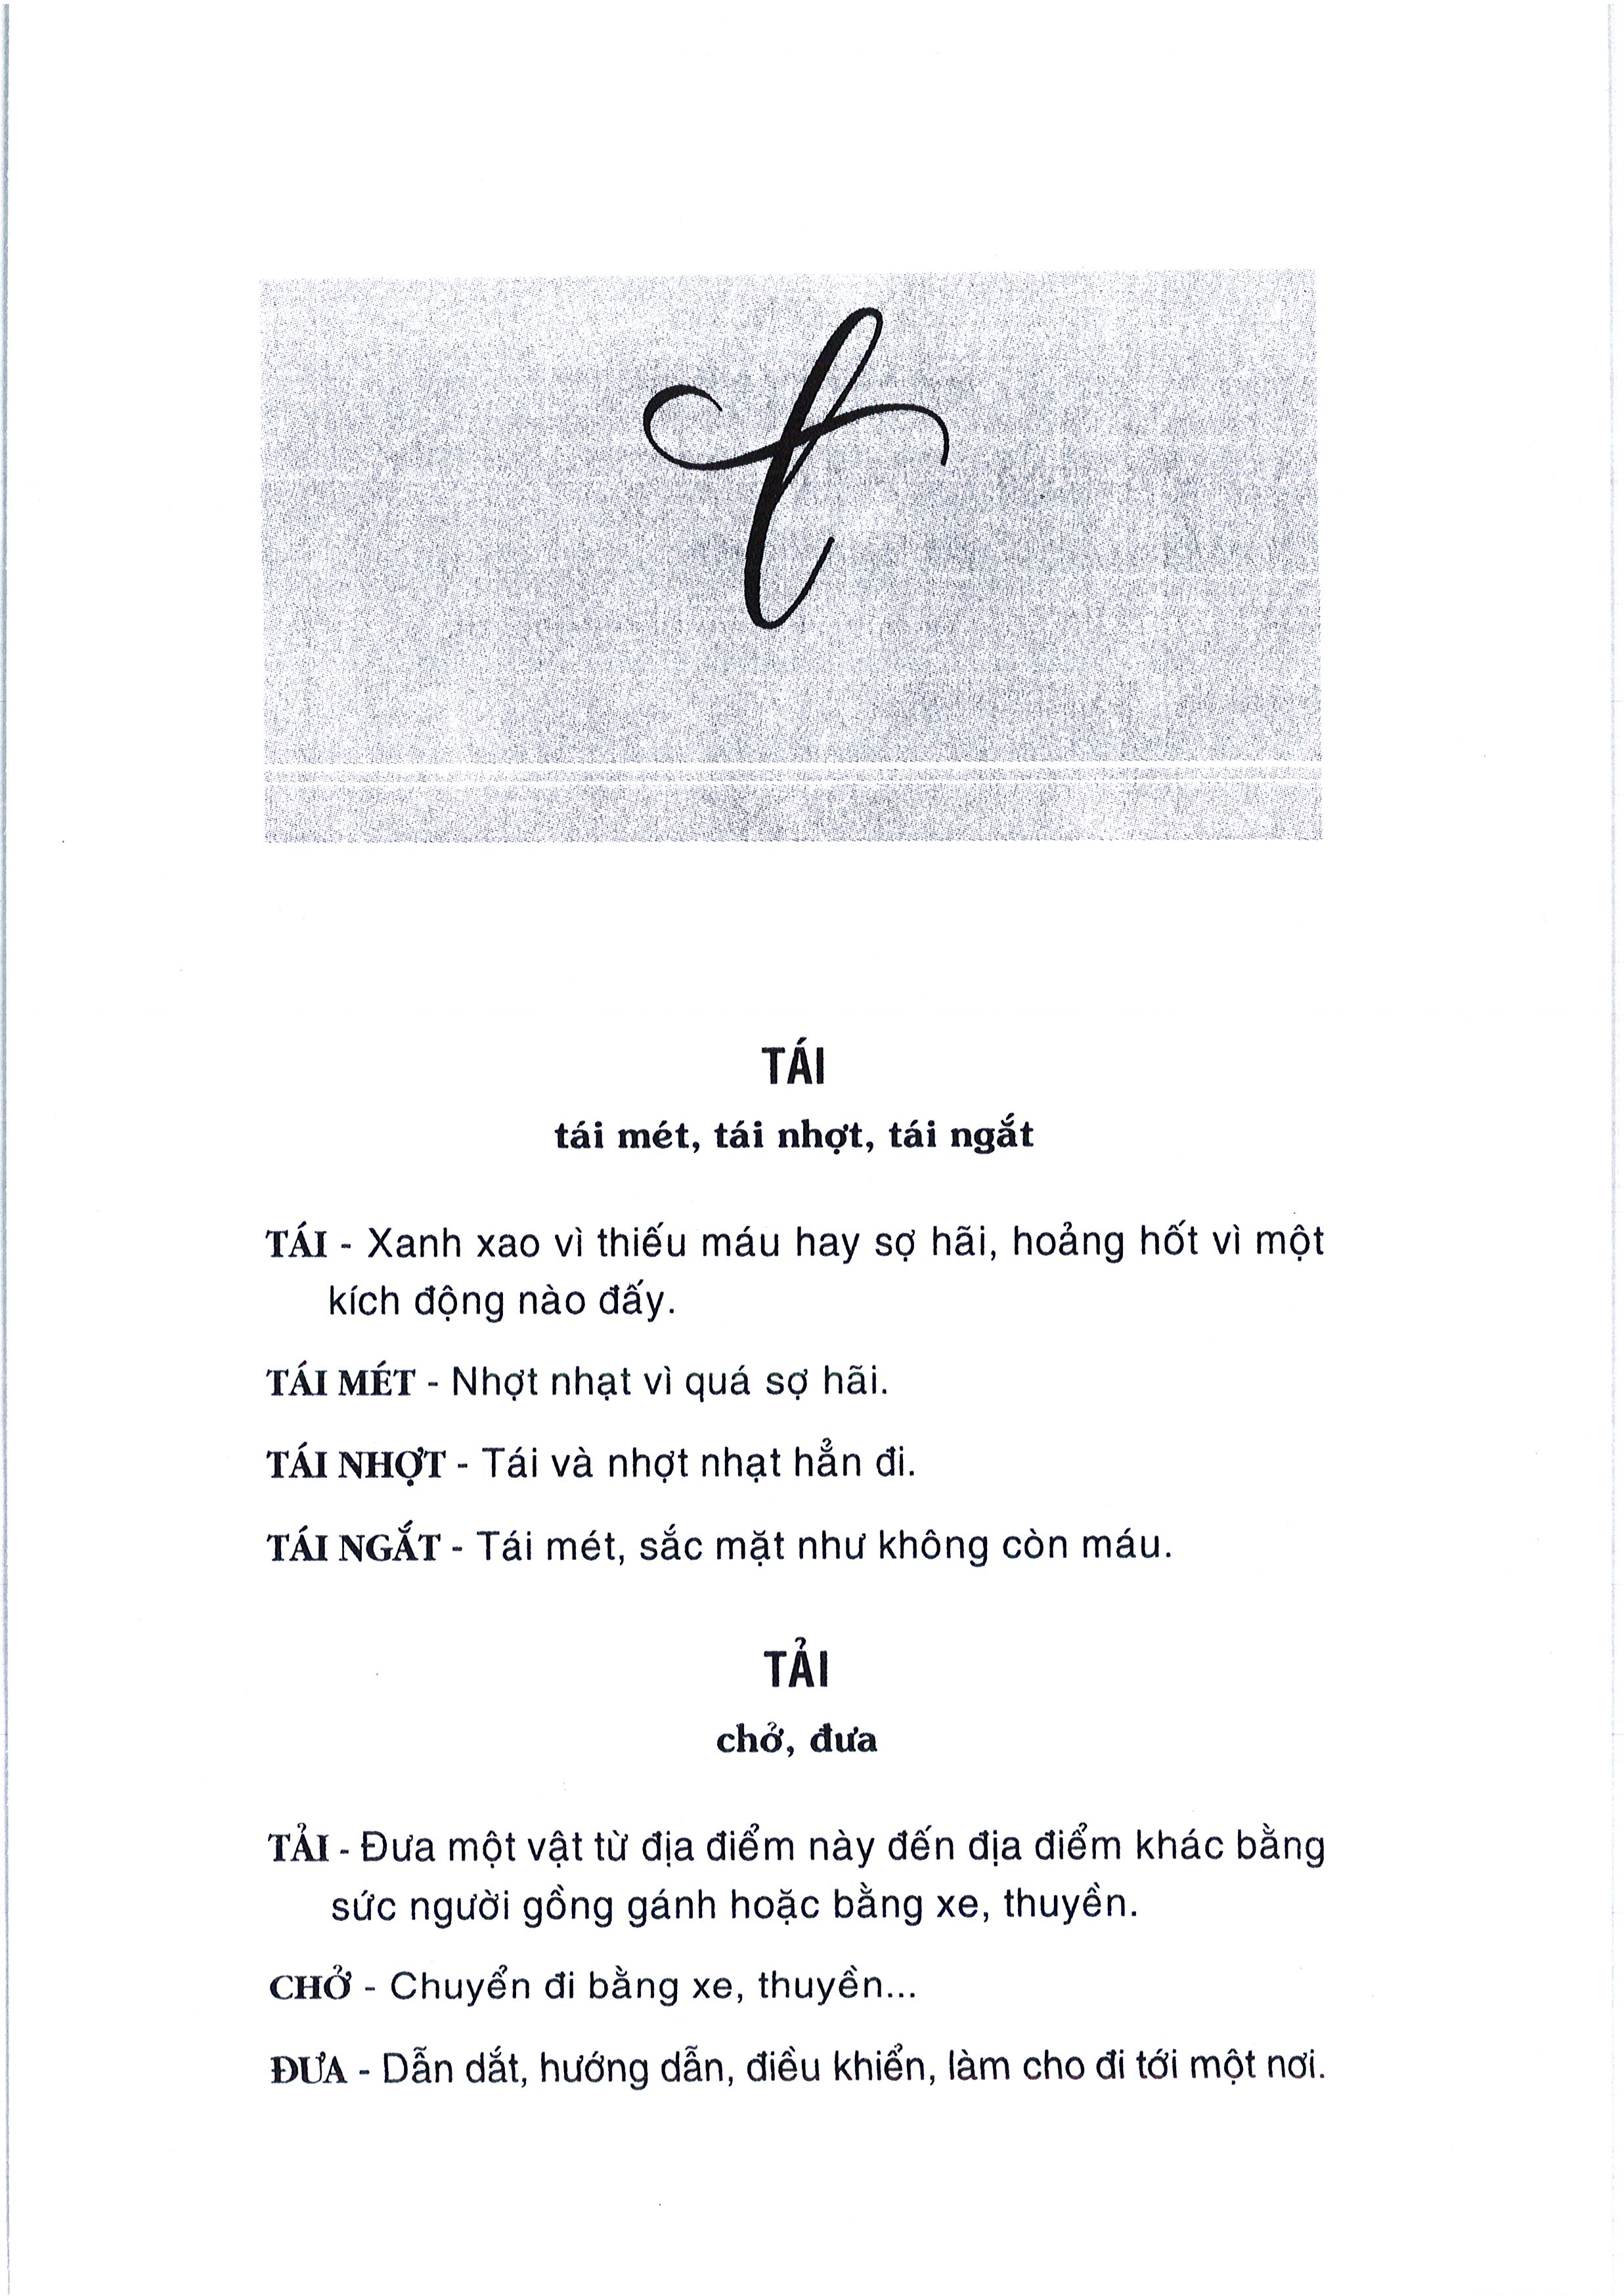 t
TÁI
tái mét, tái nhợt, tái ngắt
TÁI - Xanh xao vì thiếu máu hay sợ hãi, hoảng hốt vì một
kích động nào đấy.
TÁI MÉT - Nhợt nhạt vì quá sợ hãi.
TÁI NHỢT - Tái và nhợt nhạt hẳn đi.
TÁI NGẮT - Tái mét, sắc mặt như không còn máu.
TẢI
chở, đưa
TẢI - Đưa một vật từ địa điểm này đến địa điểm khác bằng
sức người gồng gánh hoặc bằng xe, thuyền.
CHỞ - Chuyển đi bằng xe, thuyền...
ĐƯA - Dẫn dắt, hướng dẫn, điều khiển, làm cho đi tới một nơi.